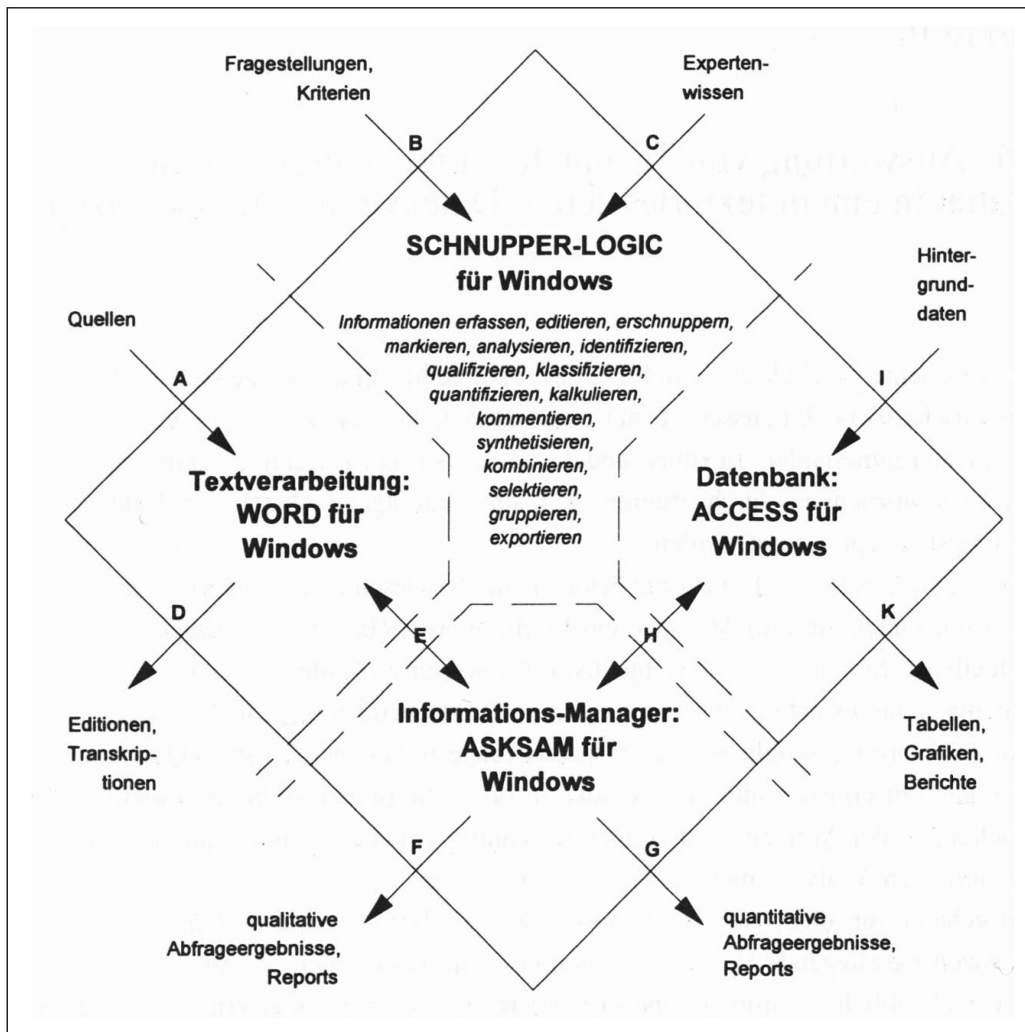 Fragestellungen,
Kriterien
Experten-
wissen
B
C
SCHNUPPER-LOGIC
für Windows
Hinter-
grund-
daten
Quellen
Informationen erfassen, editieren, erschnuppern,
markieren, analysieren, identifizieren,
qualifizieren, klassifizieren,
quantifizieren, kalkulieren,
kommentieren,
synthetisieren,
kombinieren,
selektieren,
gruppieren,
exportieren
A
I
Textverarbeitung:
WORD für
Windows
Datenbank:
ACCESS für
Windows
D
E
H
K
Editionen,
Transkrip-
tionen
Informations-Manager:
ASKSAM für
Windows
Tabellen,
Grafiken,
Berichte
F
G
qualitative
Abfrageergebnisse,
Reports
quantitative
Abfrageergebnisse,
Reports